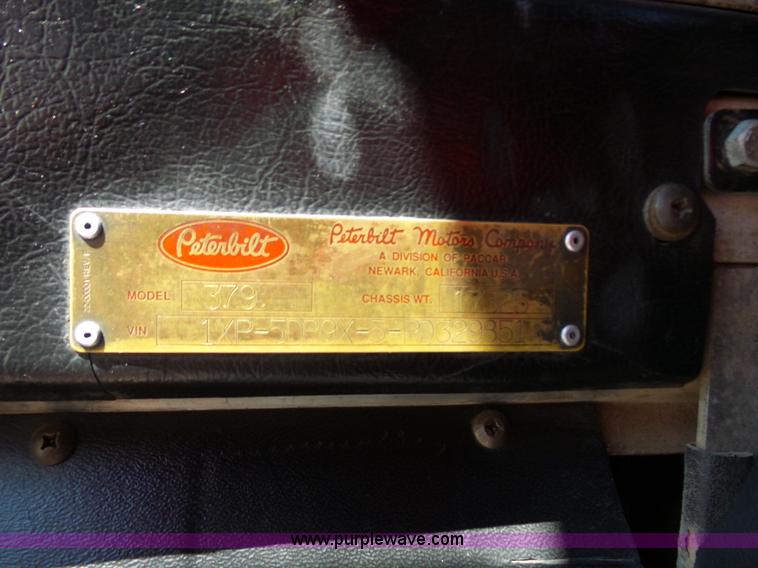 Peterbilt
Peterbilt Motors Company
A DIVISION OF PACCAR
NEWARK, CALIFORNIA U.S.A.
MODEL 379
CHASSIS WT.
VIN
www.purplewave.com